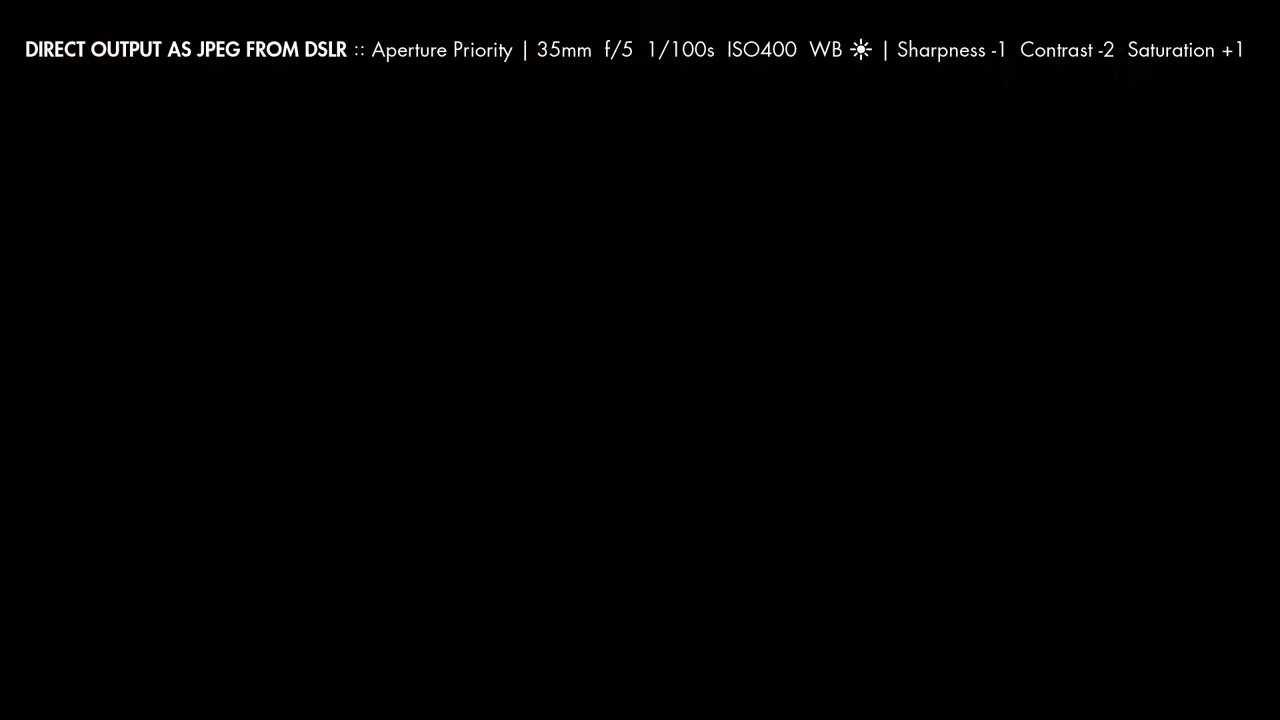 DIRECT OUTPUT AS JPEG FROM DSLR :: Aperture Priority | 35mm f/5 1/100s ISO400 WB ☀ | Sharpness -1 Contrast -2 Saturation +1